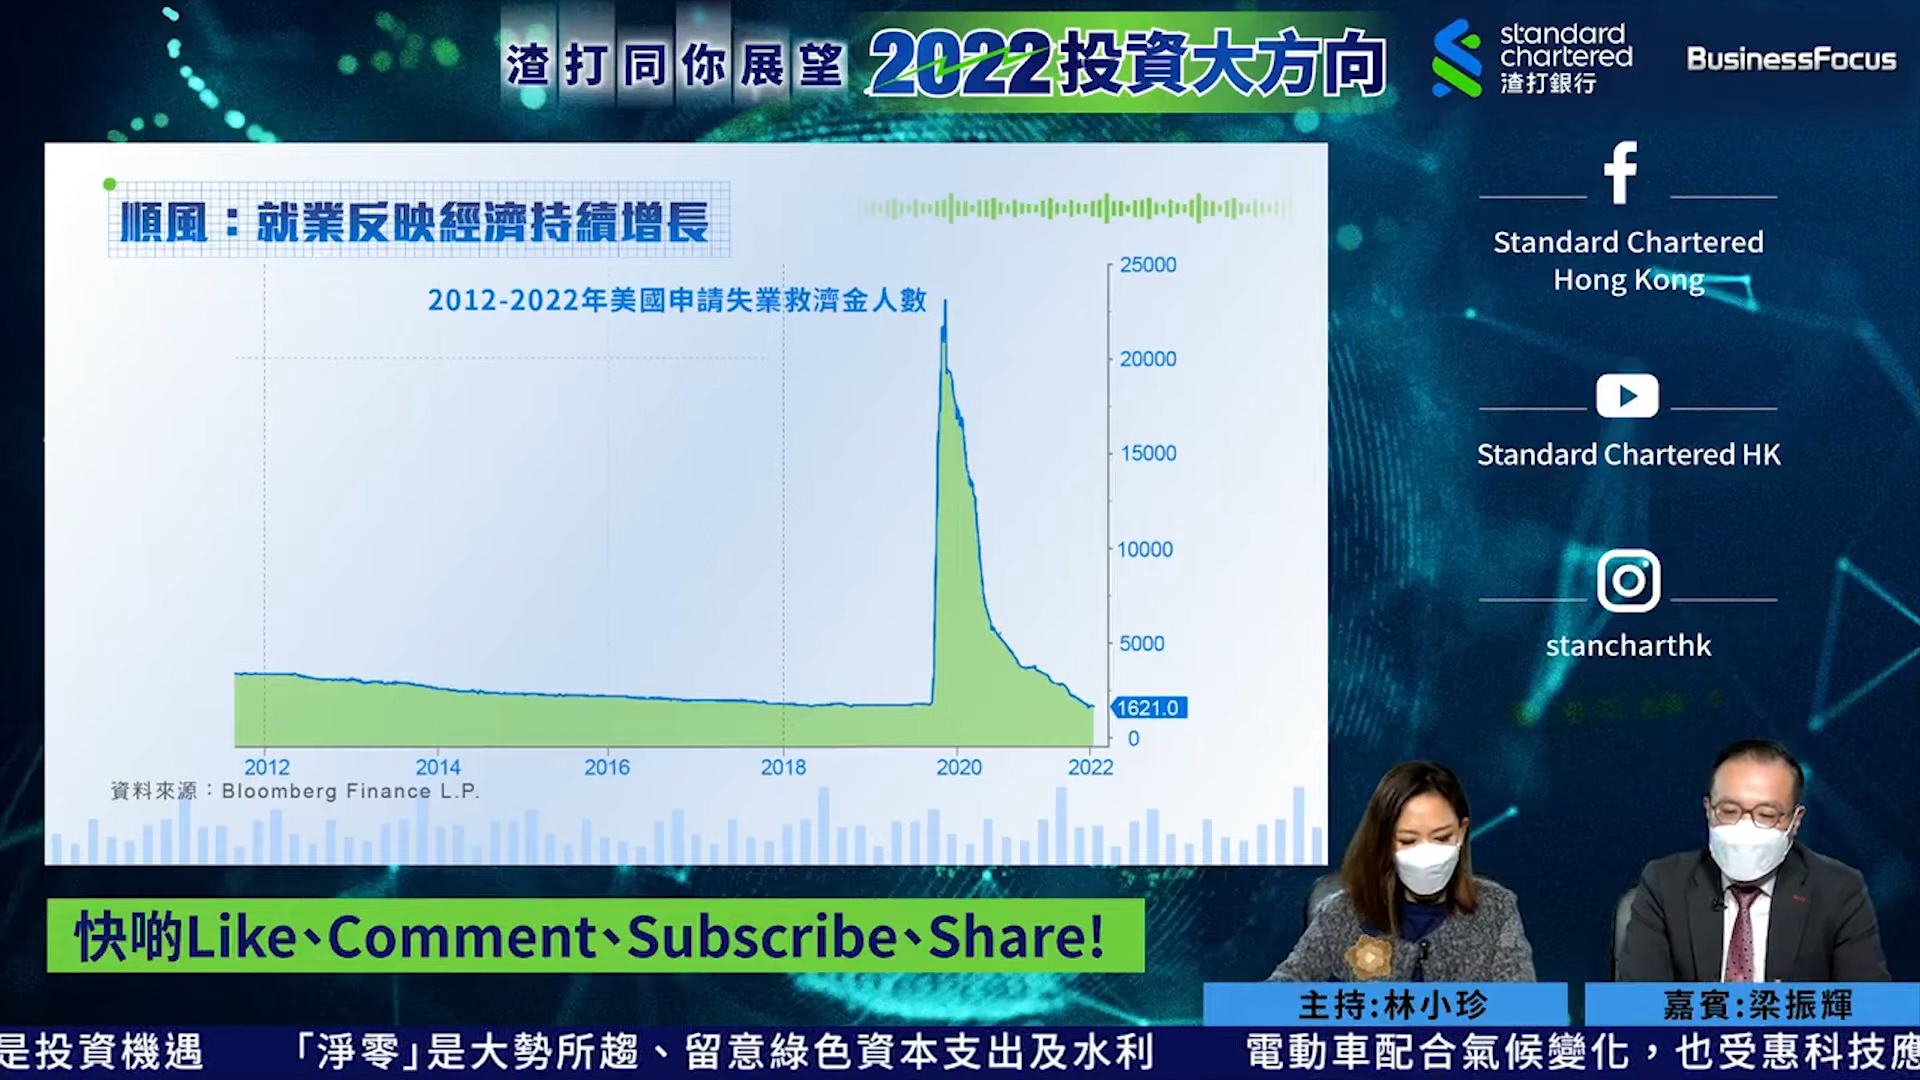 渣打同你展望 2022投資大方向
standard
chartered
渣打銀行
BusinessFocus
順風：就業反映經濟持續增長
2012-2022年美國申請失業救濟金人數
25000
20000
15000
10000
5000
1621.0
0
2012 2014 2016 2018 2020 2022
資料來源：Bloomberg Finance L.P.
Standard Chartered
Hong Kong
Standard Chartered HK
stancharthk
快啲Like、Comment、Subscribe、Share!
主持:林小珍
嘉賓:梁振輝
是投資機遇 「淨零」是大勢所趨、留意綠色資本支出及水利 電動車配合氣候變化，也受惠科技應